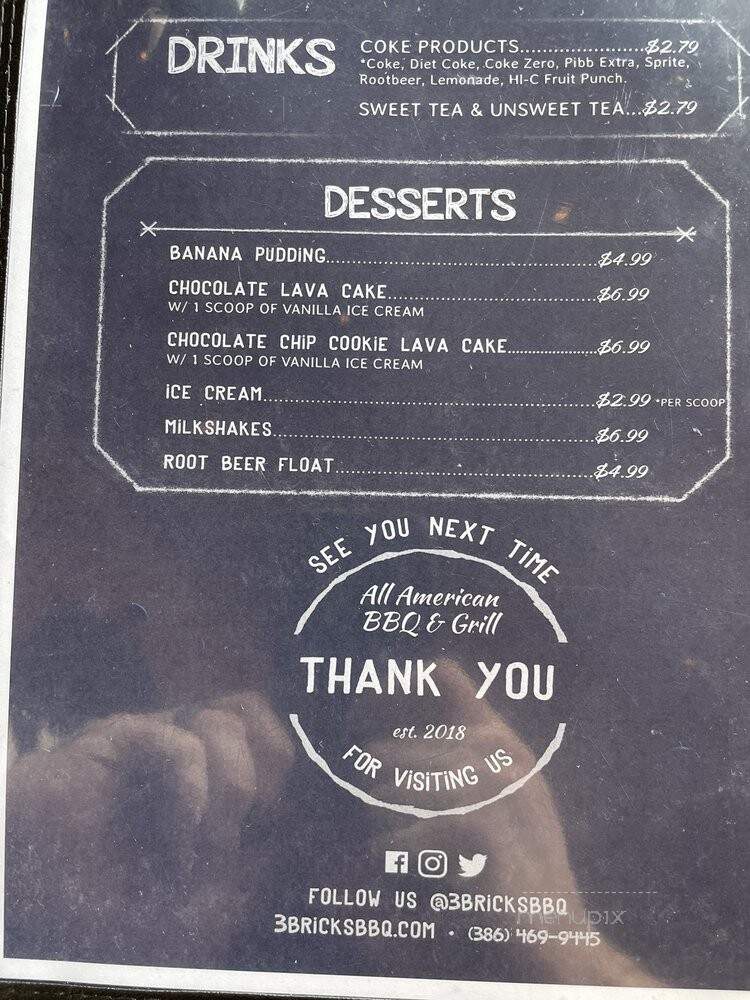 DRINKS
COKE PRODUCTS........................$2.79
*Coke, Diet Coke, Coke Zero, Pibb Extra, Sprite,
Rootbeer, Lemonade, HI-C Fruit Punch.
SWEET TEA & UNSWEET TEA...$2.79
DESSERTS
BANANA PUDDING................................................$4.99
CHOCOLATE LAVA CAKE.....................................$6.99
W/ 1 SCOOP OF VANILLA ICE CREAM
CHOCOLATE CHiP COOKiE LAVA CAKE.....................$6.99
W/ 1 SCOOP OF VANILLA ICE CREAM
iCE CREAM............................................................$2.99 *PER SCOOP
MiLKSHAKES..........................................................$6.99
ROOT BEER FLOAT...............................................$4.99
SEE YOU NEXT TiME
All American
BBQ & Grill
THANK YOU
est. 2018
FOR ViSiTiNG US
FOLLOW US @3BRiCKSBBQ
3BRiCKSBBQ.COM • (386) 469-9445
menupix